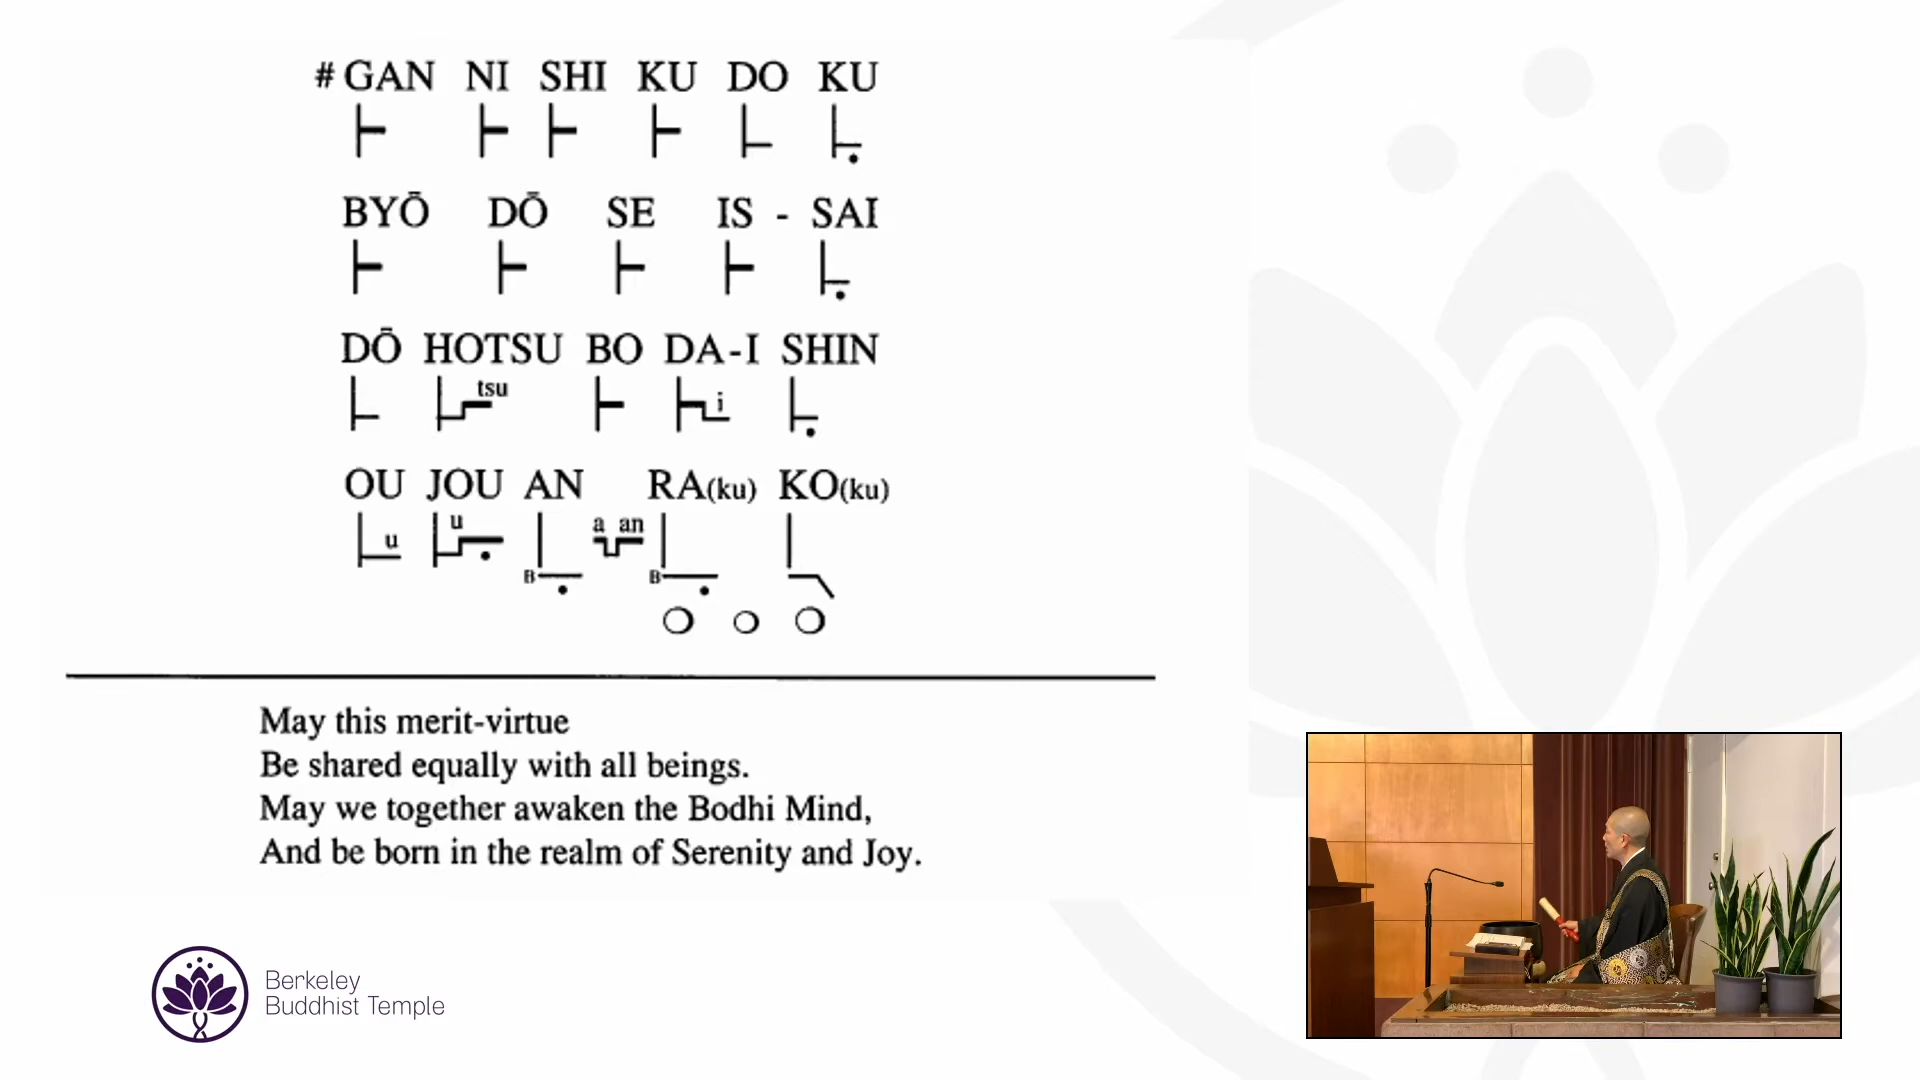 #GAN NI SHI KU DO KU
BYŌ DŌ SE IS - SAI
DŌ HOTSU BO DA-I SHIN
tsu i
OU JOU AN RA(ku) KO(ku)
u u a an
B B
May this merit-virtue
Be shared equally with all beings.
May we together awaken the Bodhi Mind,
And be born in the realm of Serenity and Joy.
Berkeley
Buddhist Temple